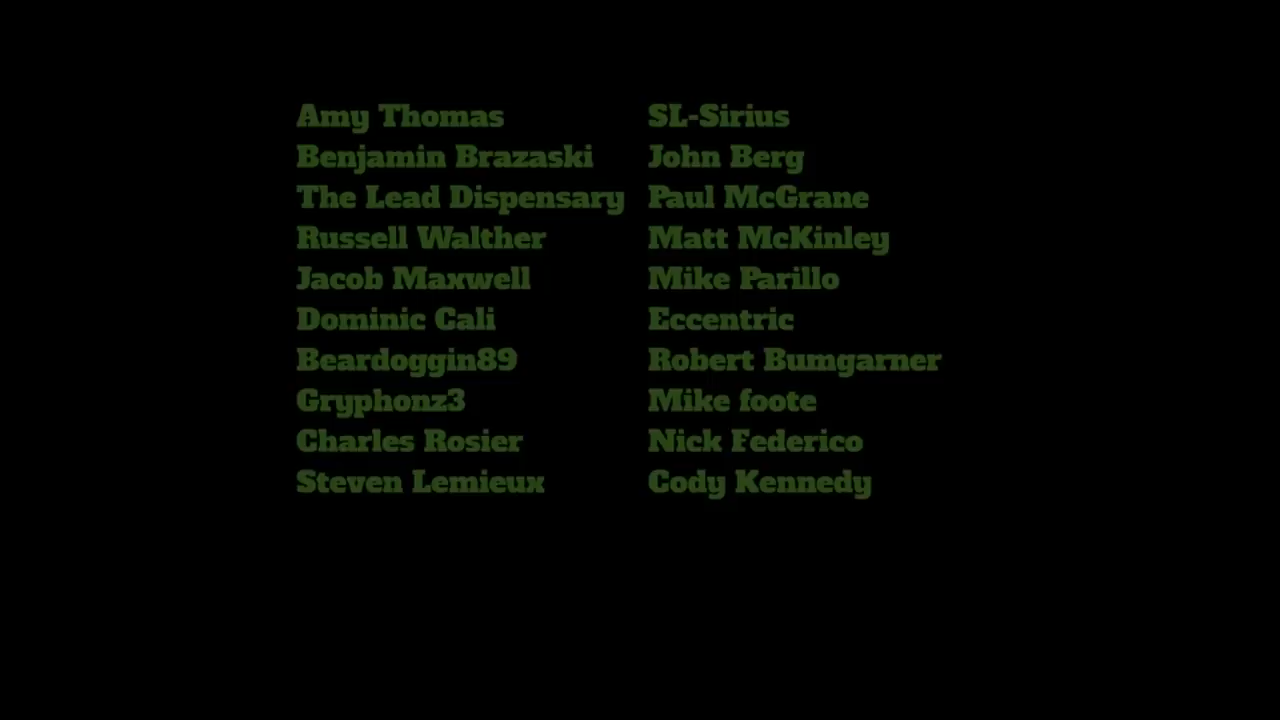 Amy Thomas
Benjamin Brazaski
The Lead Dispensary
Russell Walther
Jacob Maxwell
Dominic Cali
Beardoggin89
Gryphonz3
Charles Rosier
Steven Lemieux
SL-Sirius
John Berg
Paul McGrane
Matt McKinley
Mike Parillo
Eccentric
Robert Bumgarner
Mike foote
Nick Federico
Cody Kennedy